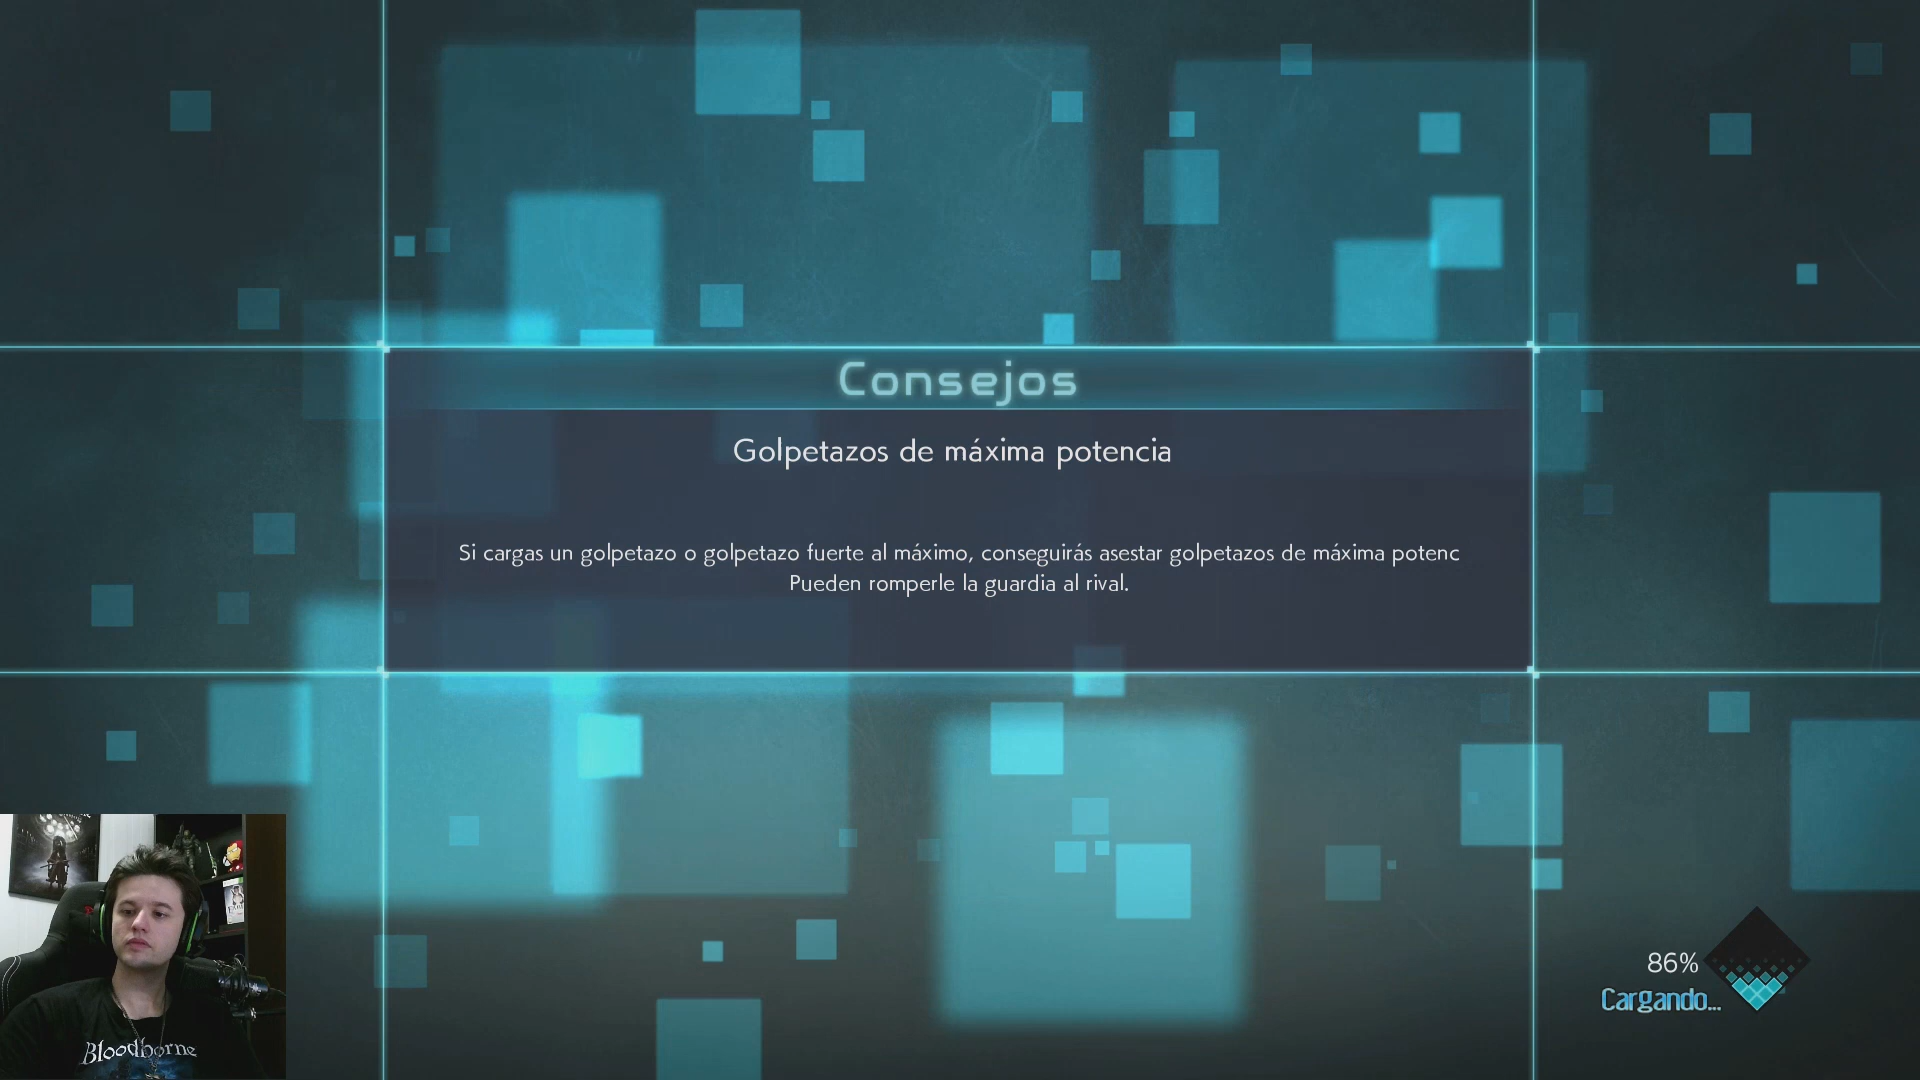 Consejos
Golpetazos de máxima potencia
Si cargas un golpetazo o golpetazo fuerte al máximo, conseguirás asestar golpetazos de máxima potenc
Pueden romperle la guardia al rival.
86%
Cargando...
Bloodborne